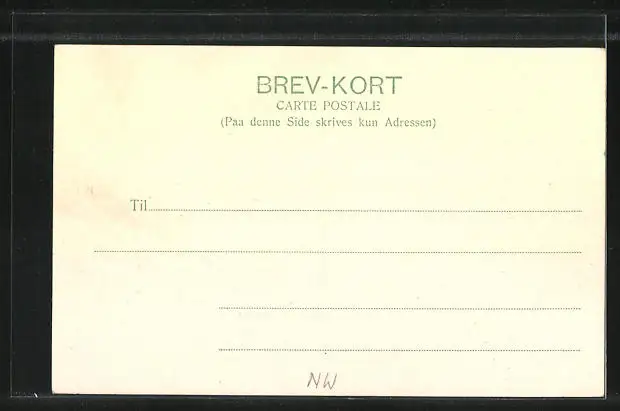 BREV-KORT
CARTE POSTALE
(Paa denne Side skrives kun Adressen)
Til
NW